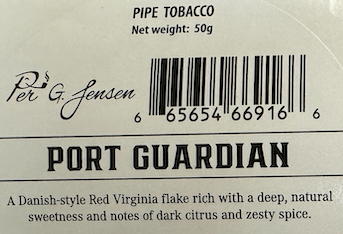 PIPE TOBACCO
Net weight: 50g
Per G. Jensen
6 65654 66916 6
PORT GUARDIAN
A Danish-style Red Virginia flake rich with a deep, natural
sweetness and notes of dark citrus and zesty spice.